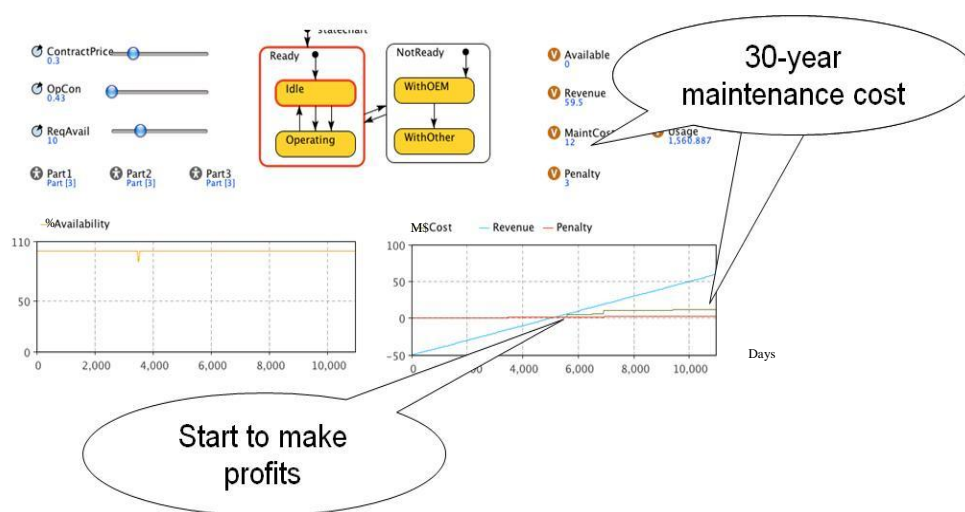 statechart
ContractPrice
0.3
OpCon
0.43
ReqAvail
10
Part1
Part [3]
Part2
Part [3]
Part3
Part [3]
Ready
Idle
Operating
NotReady
WithOEM
WithOther
Available
0
Revenue
59.5
MaintCost
12
Usage
1,560.887
Penalty
3
30-year
maintenance cost
%Availability
110
50
0
0
2,000
4,000
6,000
8,000
10,000
M$Cost
Revenue
Penalty
100
50
0
-50
0
4,000
6,000
8,000
10,000
Days
Start to make
profits